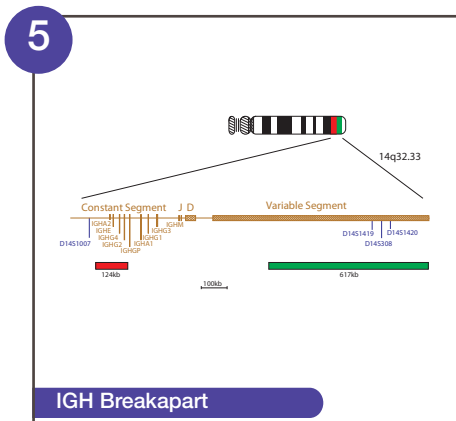 5
14q32.33
Constant Segment J D Variable Segment
IGHA2
IGHE
IGHG4
IGHG2
IGHGP
IGHA1
IGHG1
IGHG3
IGHM
D14S1007
D14S1419
D14S308
D14S1420
124kb
617kb
100kb
IGH Breakapart